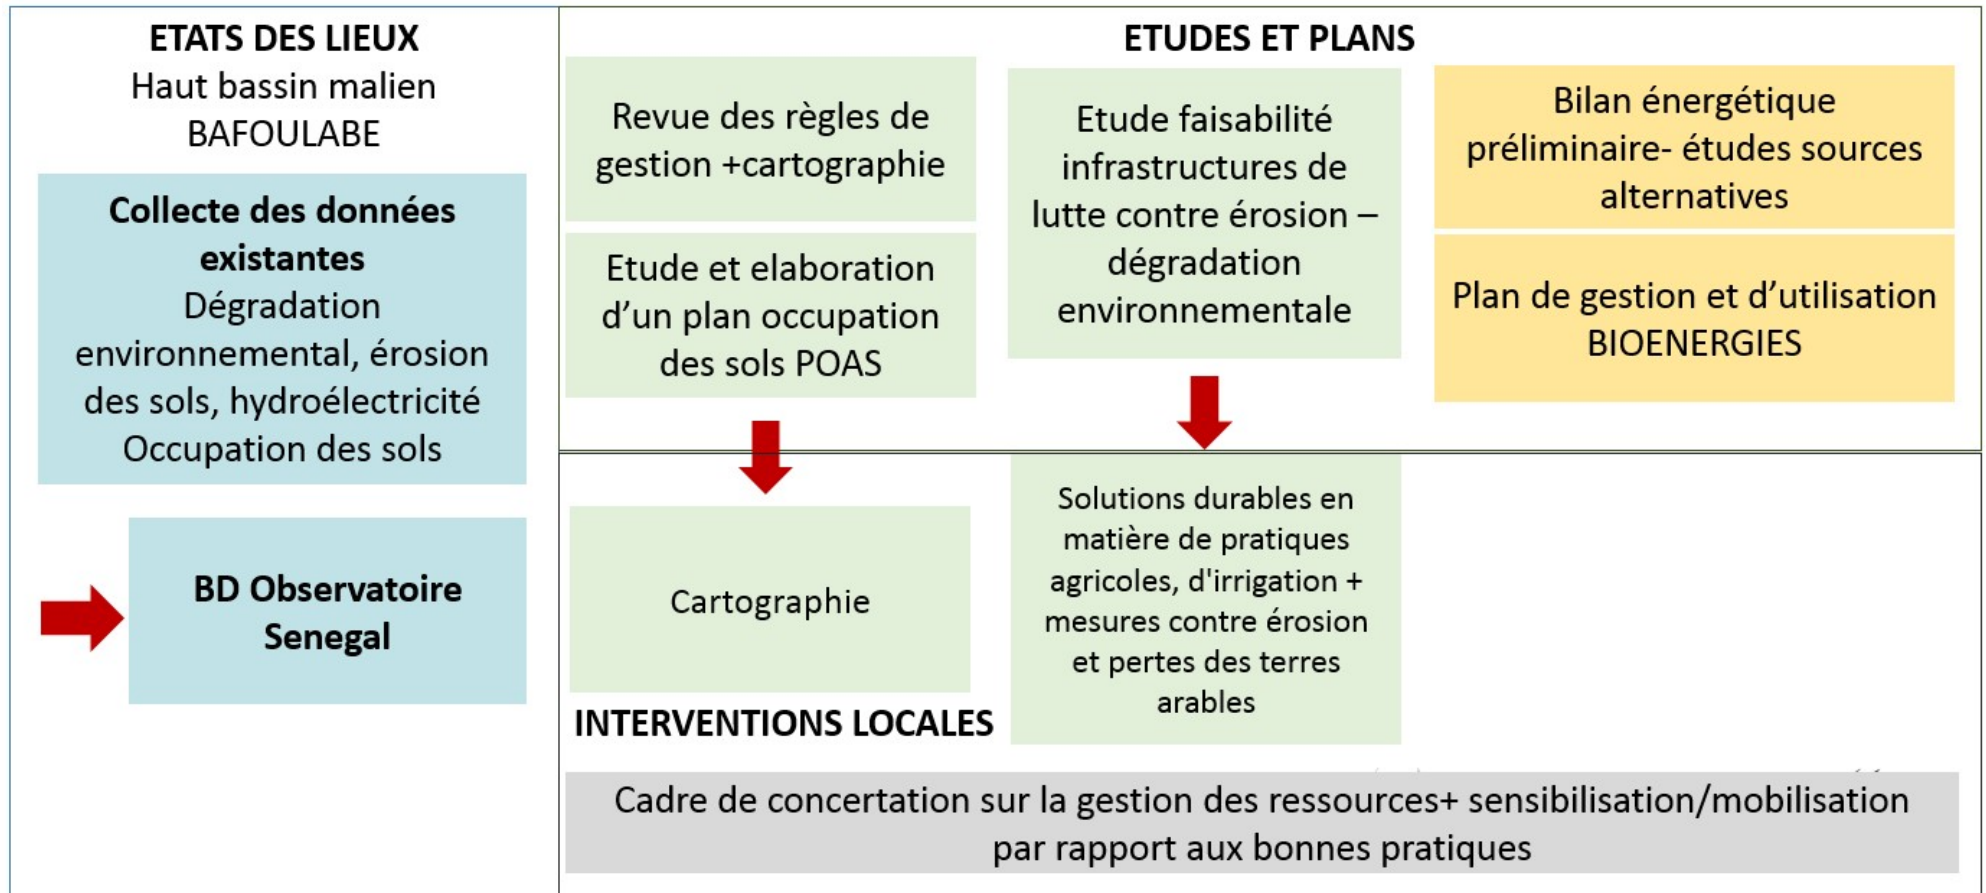 ETATS DES LIEUX
Haut bassin malien
BAFOULABE
Collecte des données
existantes
Dégradation
environnemental, érosion
des sols, hydroélectricité
Occupation des sols
BD Observatoire
Senegal
ETUDES ET PLANS
Revue des règles de
gestion +cartographie
Etude et elaboration
d'un plan occupation
des sols POAS
Etude faisabilité
infrastructures de
lutte contre érosion –
dégradation
environnementale
Bilan énergétique
préliminaire- études sources
alternatives
Plan de gestion et d’utilisation
BIOENERGIES
Cartographie
Solutions durables en
matière de pratiques
agricoles, d'irrigation +
mesures contre érosion
et pertes des terres
arables
INTERVENTIONS LOCALES
Cadre de concertation sur la gestion des ressources+ sensibilisation/mobilisation
par rapport aux bonnes pratiques